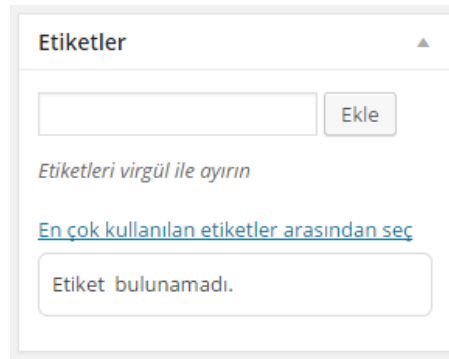 Etiketler
Ekle
Etiketleri virgül ile ayırın
En çok kullanılan etiketler arasından seç
Etiket bulunamadı.